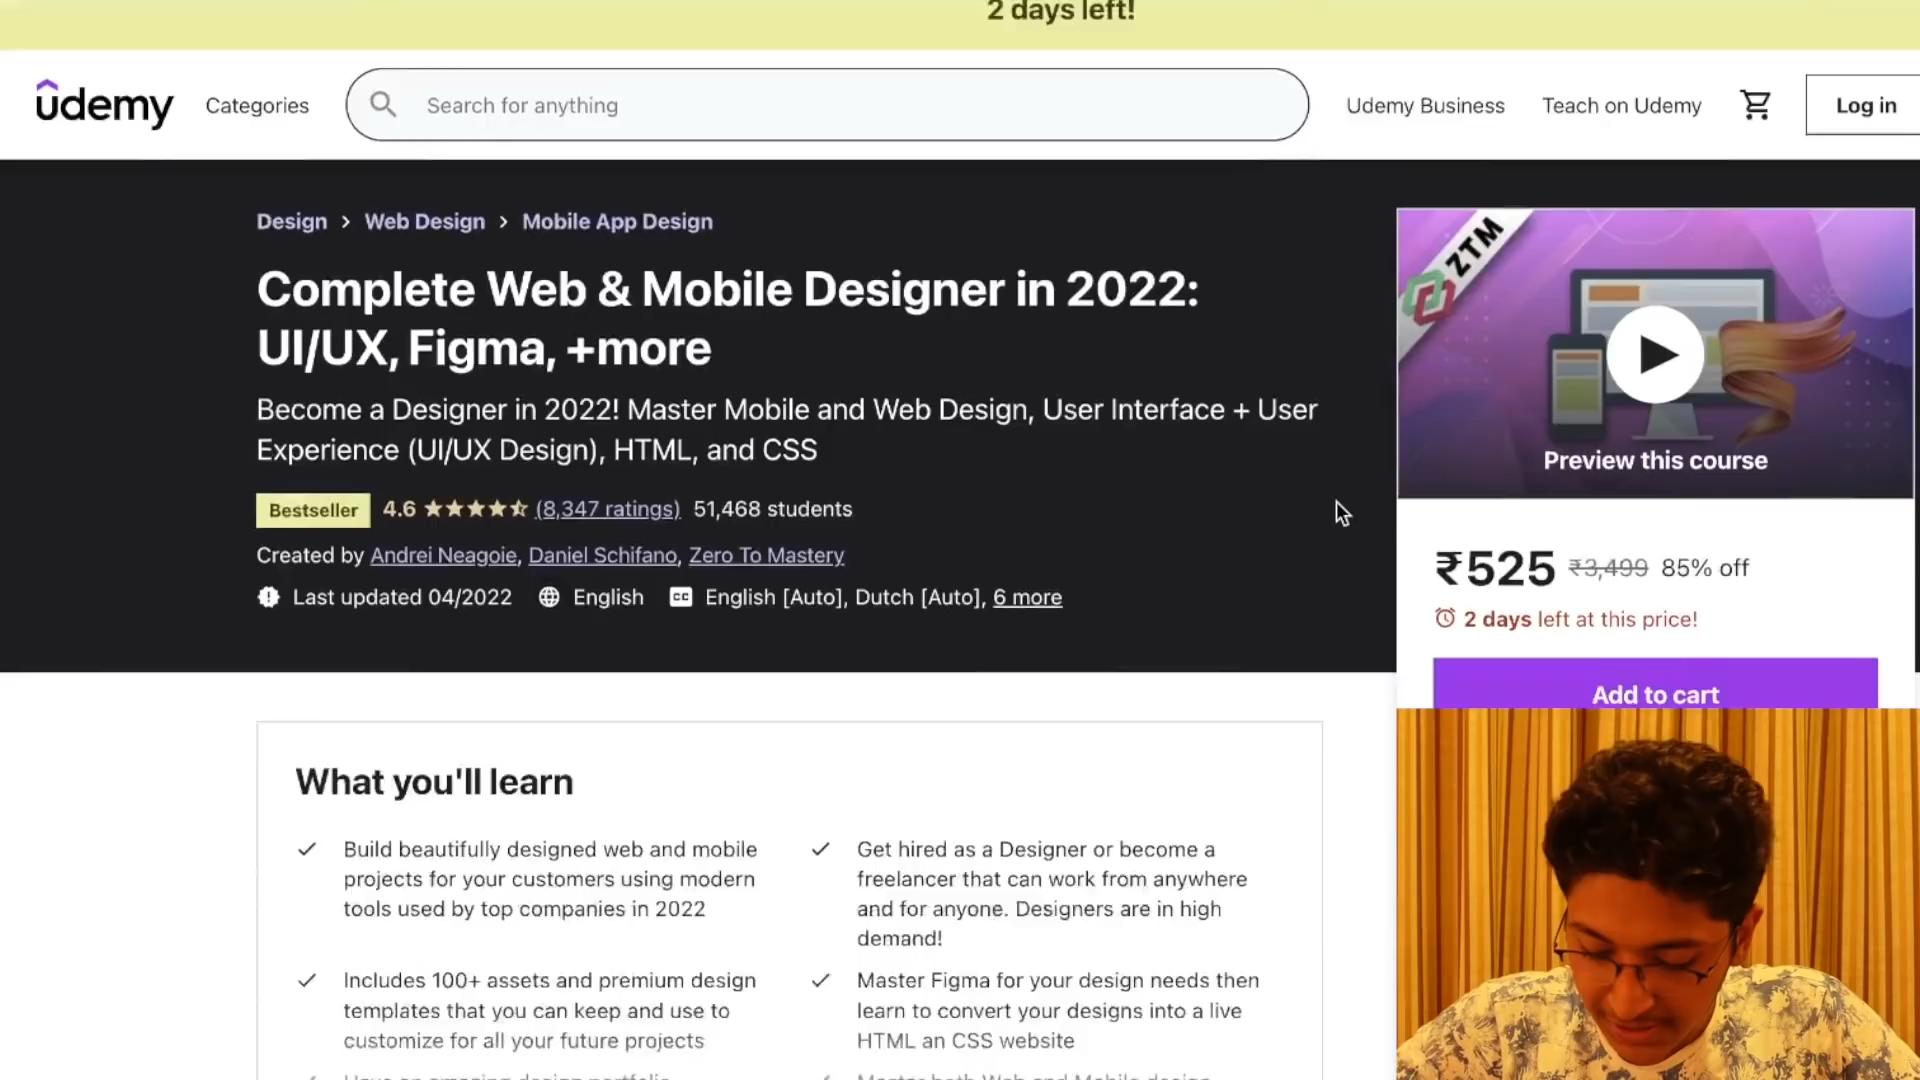 2 days left!
udemy Categories Search for anything Udemy Business Teach on Udemy Log in
Design > Web Design > Mobile App Design
Complete Web & Mobile Designer in 2022:
UI/UX, Figma, +more
Become a Designer in 2022! Master Mobile and Web Design, User Interface + User
Experience (UI/UX Design), HTML, and CSS
Bestseller 4.6 (8,347 ratings) 51,468 students
Created by Andrei Neagoie, Daniel Schifano, Zero To Mastery
Last updated 04/2022 English CC English [Auto], Dutch [Auto], 6 more
ZTM
Preview this course
₹525 ₹3,499 85% off
2 days left at this price!
Add to cart
What you'll learn
Build beautifully designed web and mobile
projects for your customers using modern
tools used by top companies in 2022
Get hired as a Designer or become a
freelancer that can work from anywhere
and for anyone. Designers are in high
demand!
Includes 100+ assets and premium design
templates that you can keep and use to
customize for all your future projects
Master Figma for your design needs then
learn to convert your designs into a live
HTML an CSS website